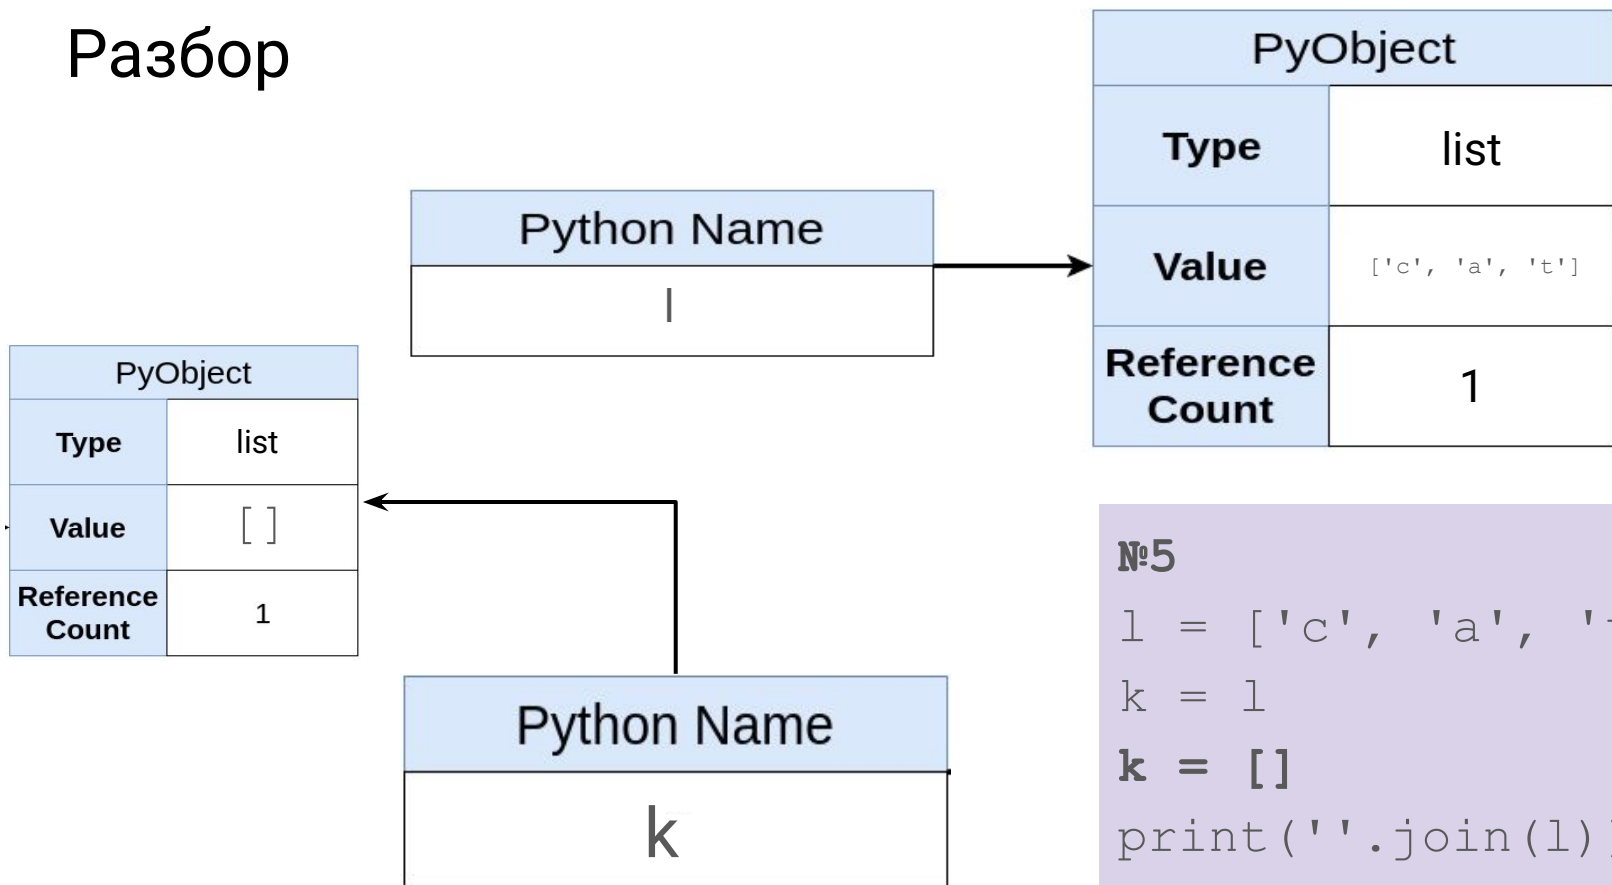 Разбор
PyObject
Type
list
Python Name
Value
['c', 'a', 't']
l
Reference
Count
1
PyObject
Type
list
Value
[]
Reference
Count
1
Python Name
k
№5
l = ['c', 'a', '
k = l
k = []
print(''.join(l)